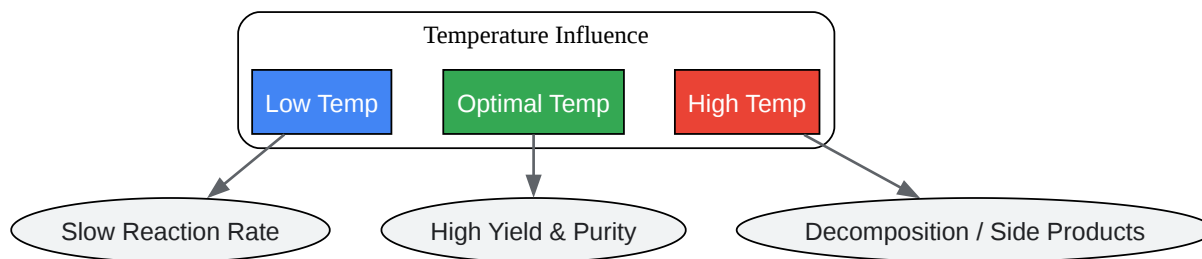 Temperature Influence
Low Temp
Optimal Temp
High Temp
Slow Reaction Rate
High Yield & Purity
Decomposition / Side Products